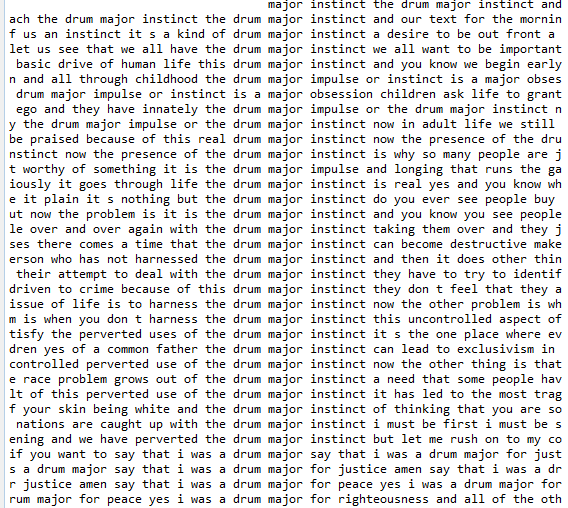 major instinct the drum major instinct and
ach the drum major instinct the drum major instinct and our text for the mornin
f us an instinct it s a kind of drum major instinct a desire to be out front a
let us see that we all have the drum major instinct we all want to be important
basic drive of human life this drum major instinct and you know we begin early
n and all through childhood the drum major impulse or instinct is a major obses
drum major impulse or instinct is a major obsession children ask life to grant
ego and they have innately the drum major impulse or the drum major instinct n
y the drum major impulse or the drum major instinct now in adult life we still
be praised because of this real drum major instinct now the presence of the dru
nstinct now the presence of the drum major instinct is why so many people are j
t worthy of something it is the drum major impulse and longing that runs the ga
iously it goes through life the drum major instinct is real yes and you know wh
e it plain it s nothing but the drum major instinct do you ever see people buy
ut now the problem is it is the drum major instinct and you know you see people
le over and over again with the drum major instinct taking them over and they j
ses there comes a time that the drum major instinct can become destructive make
erson who has not harnessed the drum major instinct and then it does other thin
their attempt to deal with the drum major instinct they have to try to identif
driven to crime because of this drum major instinct they don t feel that they a
issue of life is to harness the drum major instinct now the other problem is wh
m is when you don t harness the drum major instinct this uncontrolled aspect of
tisfy the perverted uses of the drum major instinct it s the one place where ev
dren yes of a common father the drum major instinct can lead to exclusivism in
controlled perverted use of the drum major instinct now the other thing is that
e race problem grows out of the drum major instinct a need that some people hav
lt of this perverted use of the drum major instinct it has led to the most trag
f your skin being white and the drum major instinct of thinking that you are so
nations are caught up with the drum major instinct i must be first i must be s
ening and we have perverted the drum major instinct but let me rush on to my co
if you want to say that i was a drum major say that i was a drum major for just
s a drum major say that i was a drum major for justice amen say that i was a dr
r justice amen say that i was a drum major for peace yes i was a drum major for
rum major for peace yes i was a drum major for righteousness and all of the oth